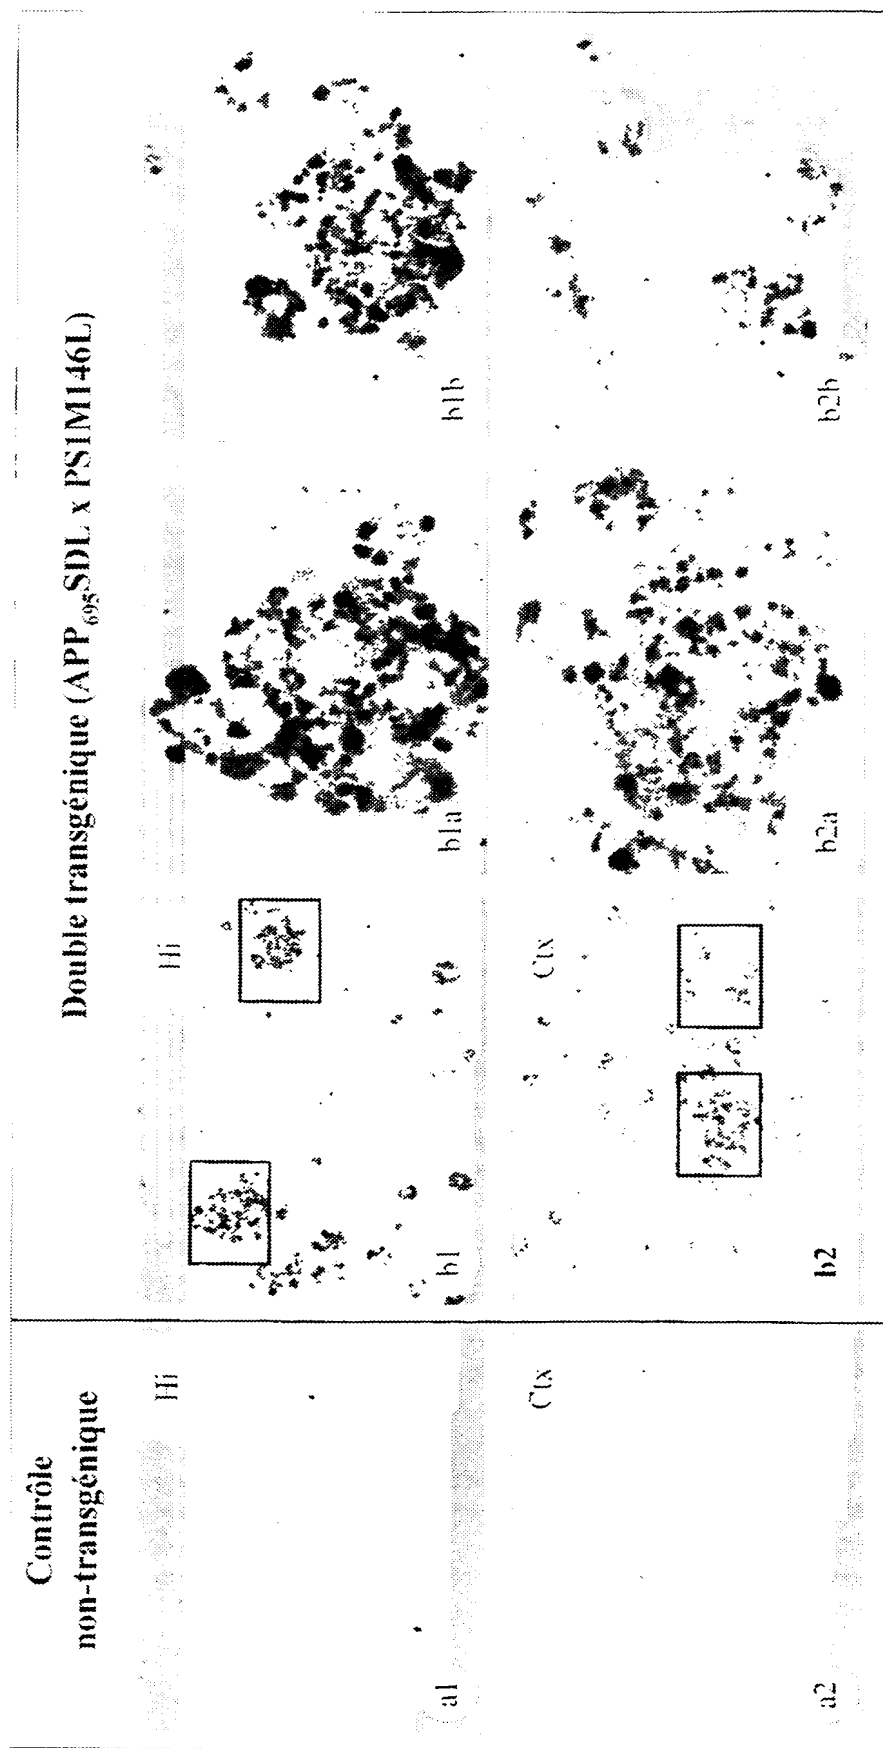 Contrôle
non-transgénique
Double transgénique (APP695SDL x PS1M146L)
Hi
a1
Hi
b1
b1a
b1b
Ctx
a2
Ctx
b2
b2a
b2b